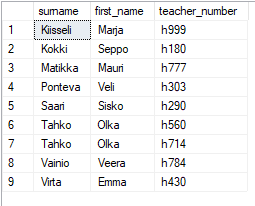 surname first_name teacher_number
1 Kiisseli Marja h999
2 Kokki Seppo h180
3 Matikka Mauri h777
4 Ponteva Veli h303
5 Saari Sisko h290
6 Tahko Olka h560
7 Tahko Olka h714
8 Vainio Veera h784
9 Virta Emma h430